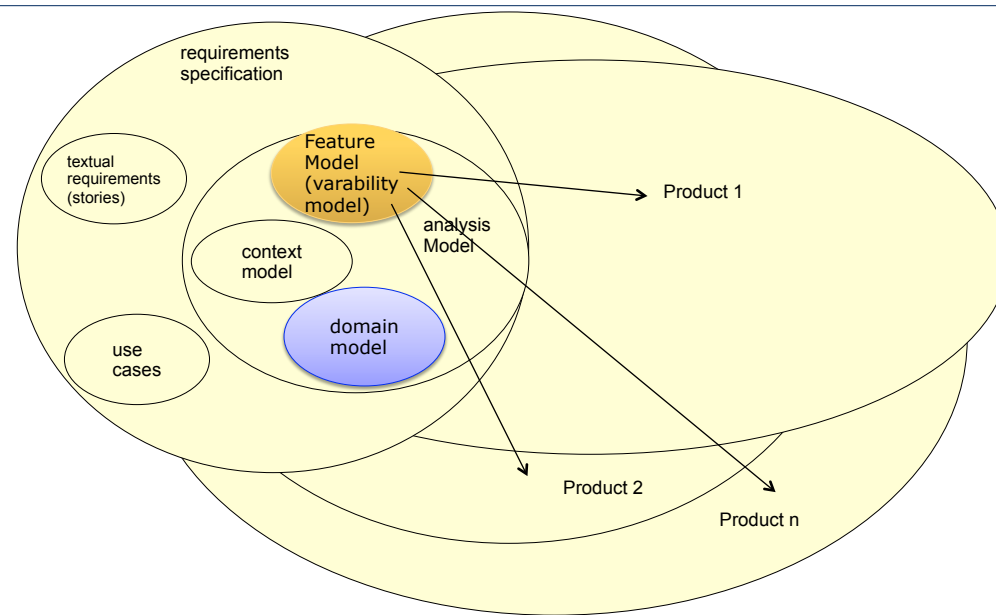 requirements
specification
textual
requirements
(stories)
Feature
Model
(varability
model)
Product 1
analysis
Model
context
model
domain
model
use
cases
Product 2
Product n